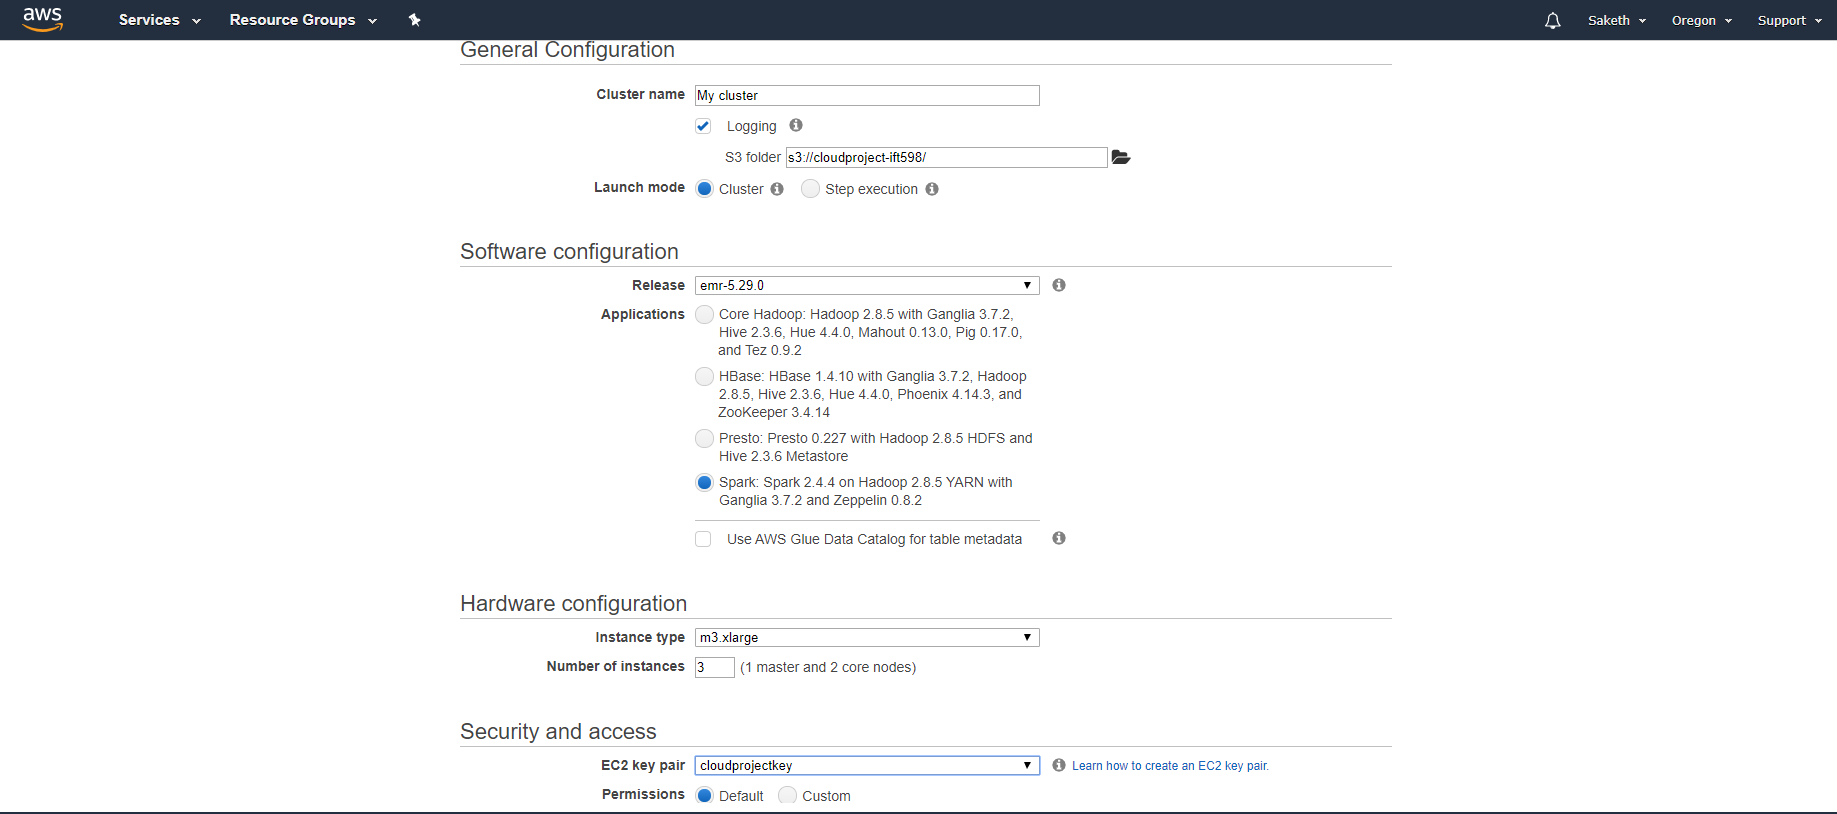 aws Services Resource Groups Saketh Oregon Support
General Configuration
Cluster name My cluster
Logging
S3 folder s3://cloudproject-ift598/
Launch mode Cluster Step execution
Software configuration
Release emr-5.29.0
Applications Core Hadoop: Hadoop 2.8.5 with Ganglia 3.7.2,
Hive 2.3.6, Hue 4.4.0, Mahout 0.13.0, Pig 0.17.0,
and Tez 0.9.2
HBase: HBase 1.4.10 with Ganglia 3.7.2, Hadoop
2.8.5, Hive 2.3.6, Hue 4.4.0, Phoenix 4.14.3, and
ZooKeeper 3.4.14
Presto: Presto 0.227 with Hadoop 2.8.5 HDFS and
Hive 2.3.6 Metastore
Spark: Spark 2.4.4 on Hadoop 2.8.5 YARN with
Ganglia 3.7.2 and Zeppelin 0.8.2
Use AWS Glue Data Catalog for table metadata
Hardware configuration
Instance type m3.xlarge
Number of instances 3 (1 master and 2 core nodes)
Security and access
EC2 key pair cloudprojectkey Learn how to create an EC2 key pair.
Permissions Default Custom